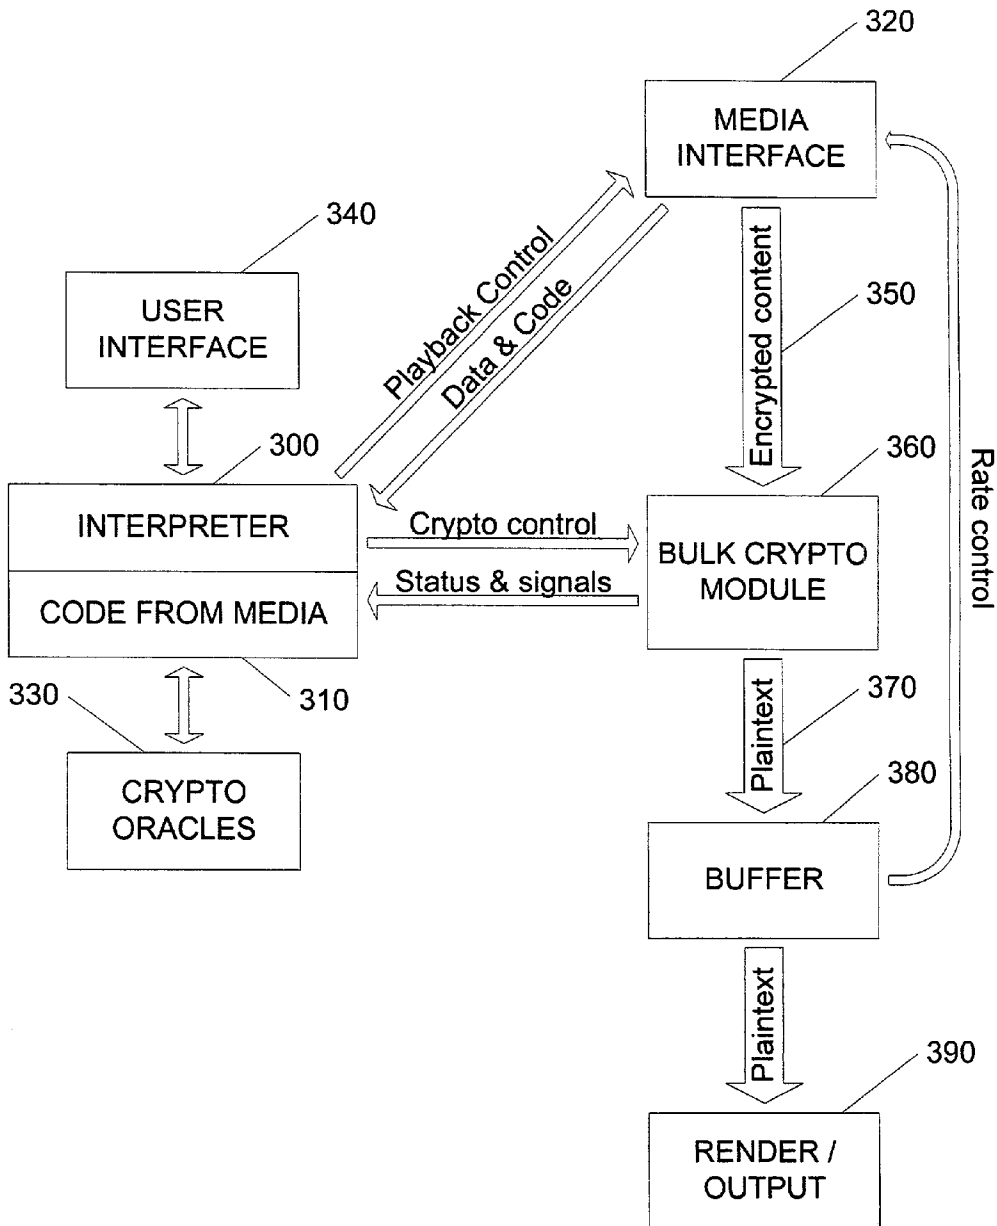 320
MEDIA
INTERFACE
340
USER
INTERFACE
Playback Control
Data & Code
Encrypted content
350
300
360
Rate control
INTERPRETER
Crypto control
BULK CRYPTO
MODULE
Status & signals
CODE FROM MEDIA
330
310
370
Plaintext
CRYPTO
ORACLES
380
BUFFER
Plaintext
390
RENDER /
OUTPUT